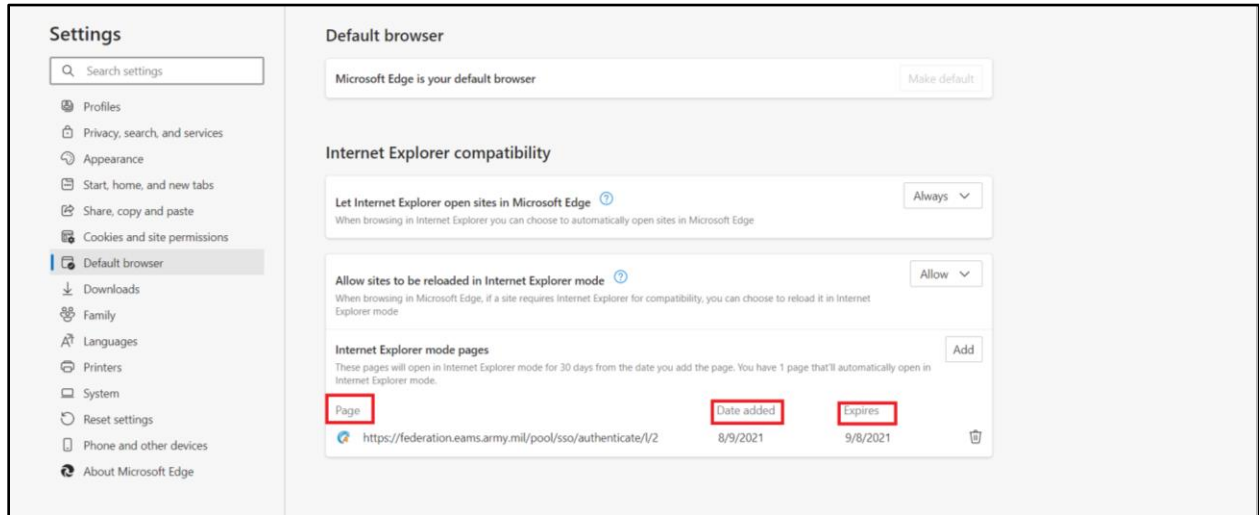 Settings
Search settings
Profiles
Privacy, search, and services
Appearance
Start, home, and new tabs
Share, copy and paste
Cookies and site permissions
Default browser
Downloads
Family
Languages
Printers
System
Reset settings
Phone and other devices
About Microsoft Edge
Default browser
Microsoft Edge is your default browser
Make default
Internet Explorer compatibility
Let Internet Explorer open sites in Microsoft Edge
Always
When browsing in Internet Explorer you can choose to automatically open sites in Microsoft Edge
Allow sites to be reloaded in Internet Explorer mode
Allow
When browsing in Microsoft Edge, if a site requires Internet Explorer for compatibility, you can choose to reload it in Internet
Explorer mode
Internet Explorer mode pages
Add
These pages will open in Internet Explorer mode for 30 days from the date you add the page. You have 1 page that'll automatically open in
Internet Explorer mode.
Page Date added Expires
https://federation.eams.army.mil/pool/sso/authenticate/l/2 8/9/2021 9/8/2021